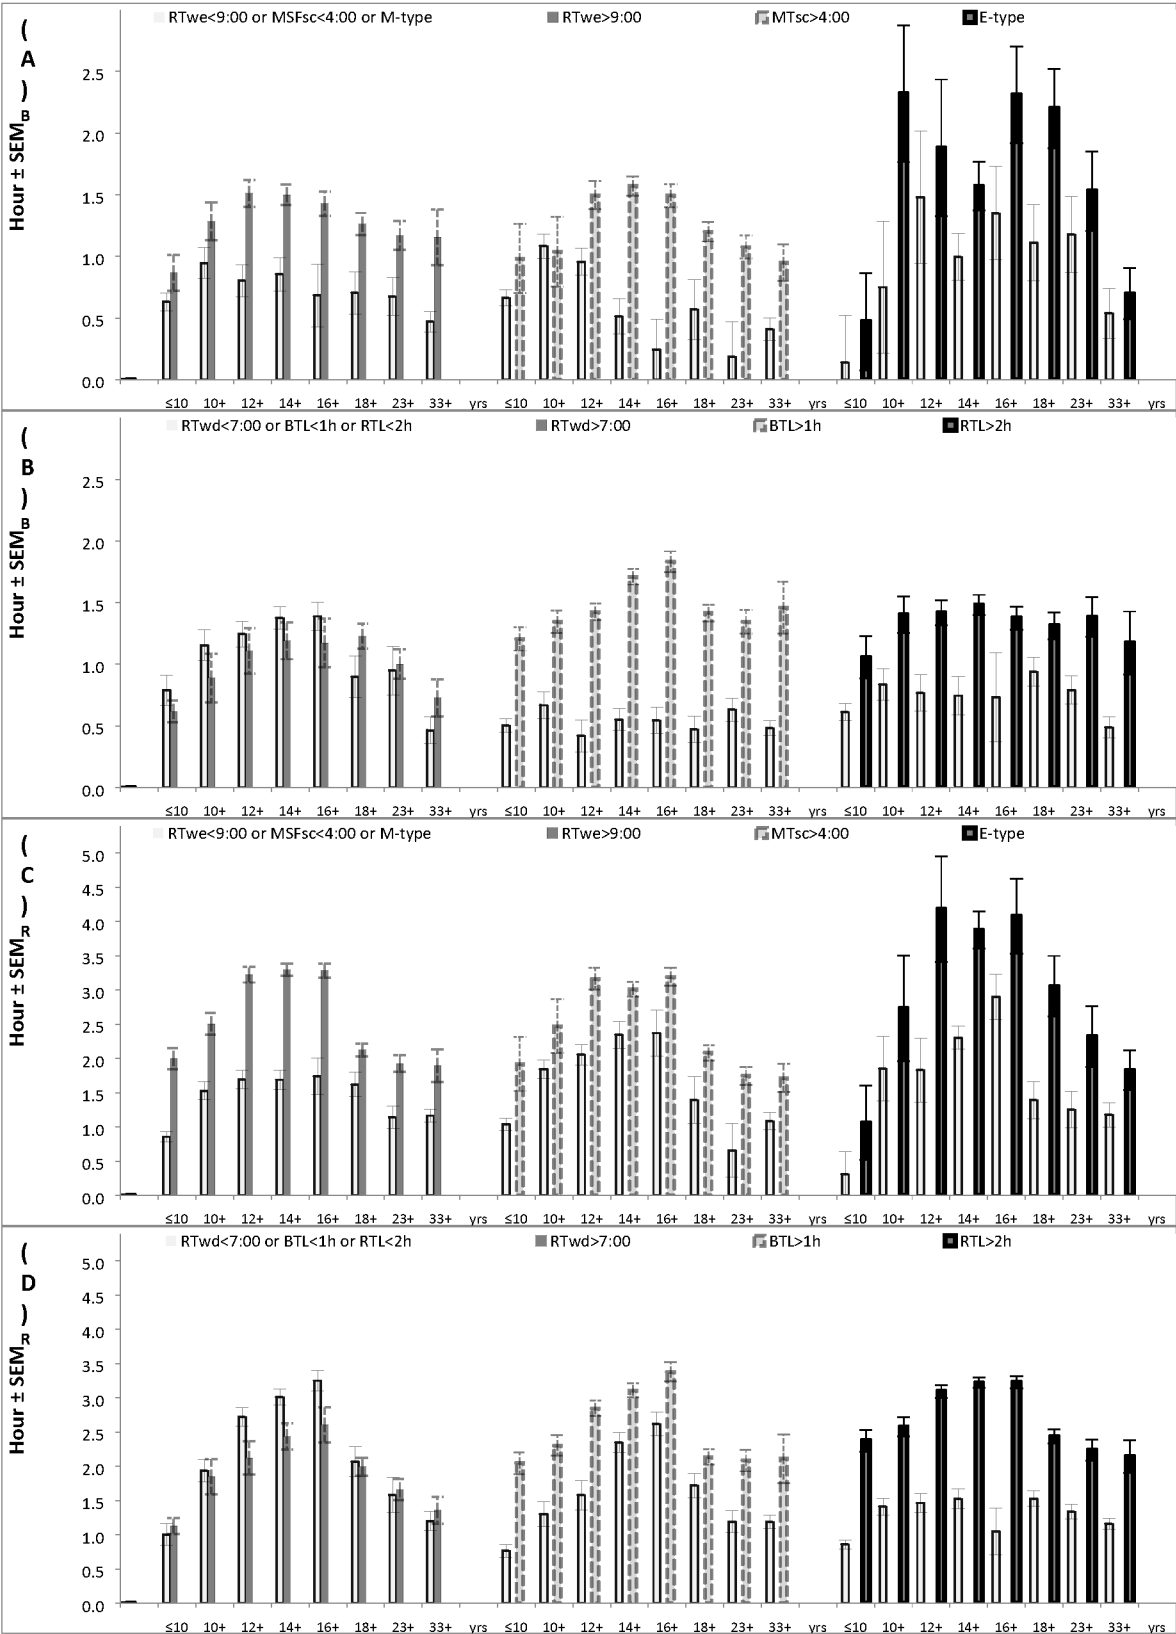 (A)
RTwe<9:00 or MSFsc<4:00 or M-type RTwe>9:00 MTsc>4:00 E-type
Hour ± SEMB
2.5
2.0
1.5
1.0
0.5
0.0
≤10 10+ 12+ 14+ 16+ 18+ 23+ 33+ yrs ≤10 10+ 12+ 14+ 16+ 18+ 23+ 33+ yrs ≤10 10+ 12+ 14+ 16+ 18+ 23+ 33+ yrs
(B)
RTwd<7:00 or BTL<1h or RTL<2h RTwd>7:00 BTL>1h RTL>2h
Hour ± SEMB
2.5
2.0
1.5
1.0
0.5
0.0
≤10 10+ 12+ 14+ 16+ 18+ 23+ 33+ yrs ≤10 10+ 12+ 14+ 16+ 18+ 23+ 33+ yrs ≤10 10+ 12+ 14+ 16+ 18+ 23+ 33+ yrs
(C)
RTwe<9:00 or MSFsc<4:00 or M-type RTwe>9:00 MTsc>4:00 E-type
Hour ± SEMR
5.0
4.5
4.0
3.5
3.0
2.5
2.0
1.5
1.0
0.5
0.0
≤10 10+ 12+ 14+ 16+ 18+ 23+ 33+ yrs ≤10 10+ 12+ 14+ 16+ 18+ 23+ 33+ yrs ≤10 10+ 12+ 14+ 16+ 18+ 23+ 33+ yrs
(D)
RTwd<7:00 or BTL<1h or RTL<2h RTwd>7:00 BTL>1h RTL>2h
Hour ± SEMR
5.0
4.5
4.0
3.5
3.0
2.5
2.0
1.5
1.0
0.5
0.0
≤10 10+ 12+ 14+ 16+ 18+ 23+ 33+ yrs ≤10 10+ 12+ 14+ 16+ 18+ 23+ 33+ yrs ≤10 10+ 12+ 14+ 16+ 18+ 23+ 33+ yrs